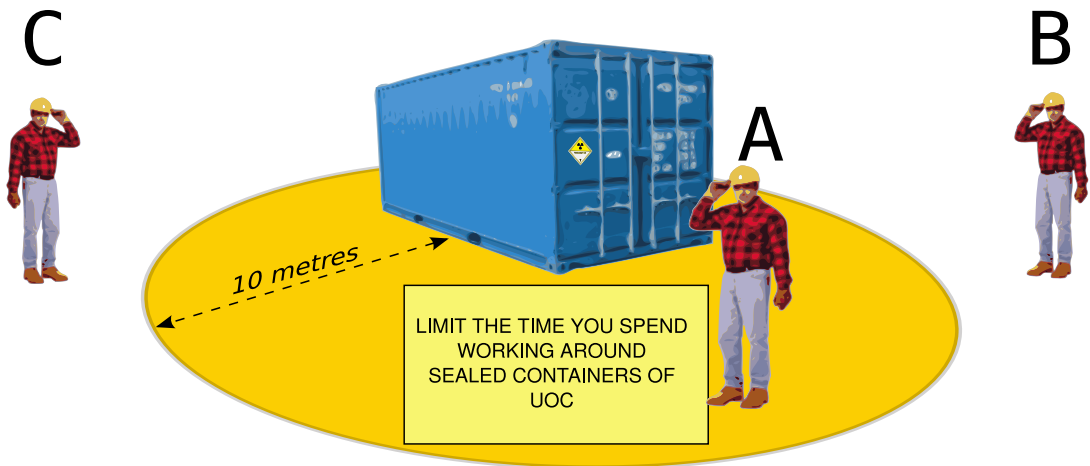 C
B
A
10 metres
LIMIT THE TIME YOU SPEND
WORKING AROUND
SEALED CONTAINERS OF
UOC